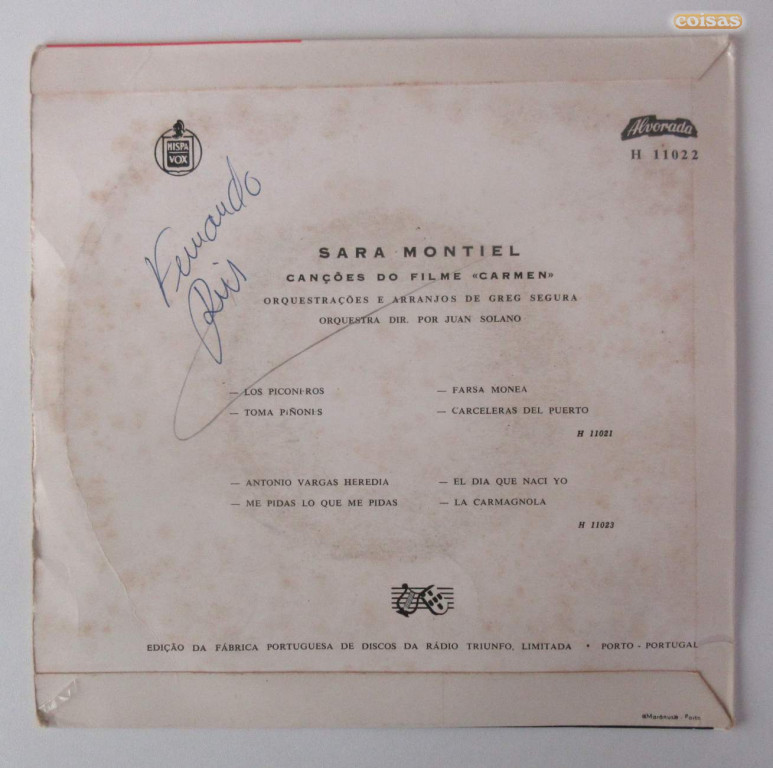 coisas
HISPA
VOX
Alvorada
H 11022
Fernando
SARA MONTIEL
CANÇÕES DO FILME «CARMEN»
ORQUESTRAÇÕES E ARRANJOS DE GREG SEGURA
ORQUESTRA DIR. POR JUAN SOLANO
— LOS PICONI-ROS
— FARSA MONEA
— TOMA PIÑONI-S
— CARCELERAS DEL PUERTO
H 11021
— ANTONIO VARGAS HEREDIA
— EL DIA QUE NACI YO
— ME PIDAS LO QUE ME PIDAS
— LA CARMAGNOLA
H 11023
EDIÇÃO DA FÁBRICA PORTUGUESA DE DISCOS DA RÁDIO TRIUNFO, LIMITADA • PORTO - PORTUGAL